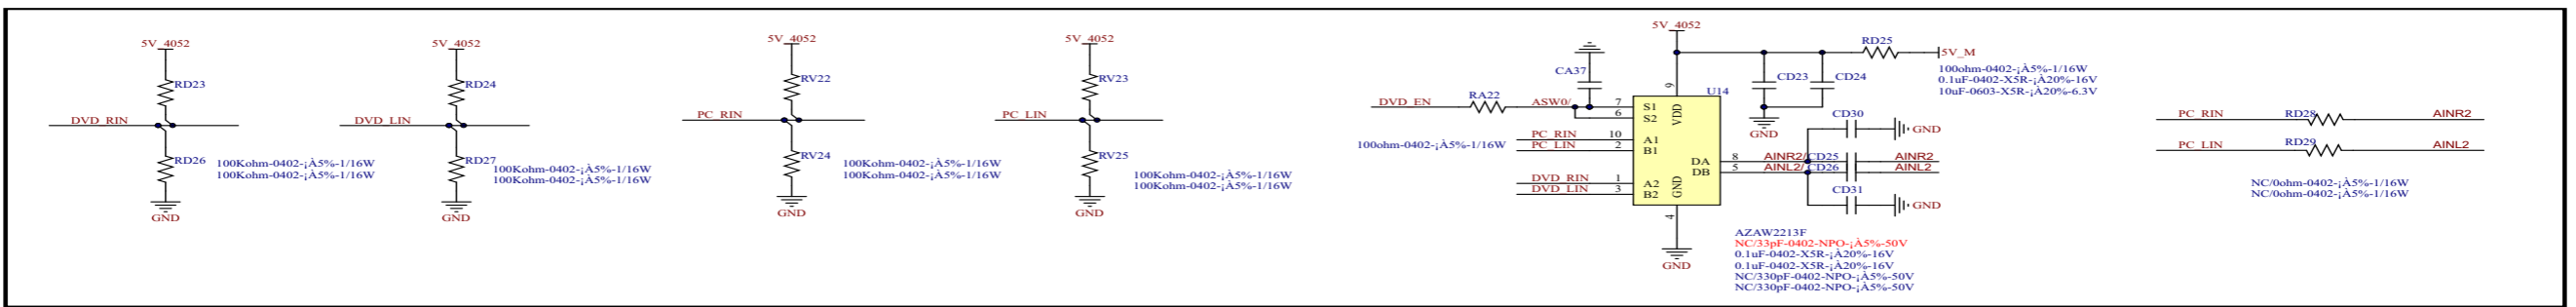 5V_4052
RD23
DVD_RIN
RD26
100Kohm-0402-¡À5%-1/16W
100Kohm-0402-¡À5%-1/16W
GND
5V_4052
RD24
DVD_LIN
RD27
100Kohm-0402-¡À5%-1/16W
100Kohm-0402-¡À5%-1/16W
GND
5V_4052
RV22
PC_RIN
RV24
100Kohm-0402-¡À5%-1/16W
100Kohm-0402-¡À5%-1/16W
GND
5V_4052
RV23
PC_LIN
RV25
100Kohm-0402-¡À5%-1/16W
100Kohm-0402-¡À5%-1/16W
GND
5V_4052
RD25
5V_M
CA37
CD23
CD24
100ohm-0402-¡À5%-1/16W
0.1uF-0402-X5R-¡À20%-16V
10uF-0603-X5R-¡À20%-6.3V
9
U14
DVD_EN
RA22
ASW0/
7
S1
VDD
6
S2
GND
CD30
GND
100ohm-0402-¡À5%-1/16W
PC_RIN
10
A1
PC_LIN
2
B1
DA
8
AINR2/
CD25
AINR2
DB
5
AINL2/
CD26
AINL2
DVD_RIN
1
A2
DVD_LIN
3
B2
GND
CD31
GND
4
GND
AZAW2213F
NC/33pF-0402-NPO-¡À5%-50V
0.1uF-0402-X5R-¡À20%-16V
0.1uF-0402-X5R-¡À20%-16V
NC/330pF-0402-NPO-¡À5%-50V
NC/330pF-0402-NPO-¡À5%-50V
PC_RIN
RD28
AINR2
PC_LIN
RD29
AINL2
NC/0ohm-0402-¡À5%-1/16W
NC/0ohm-0402-¡À5%-1/16W